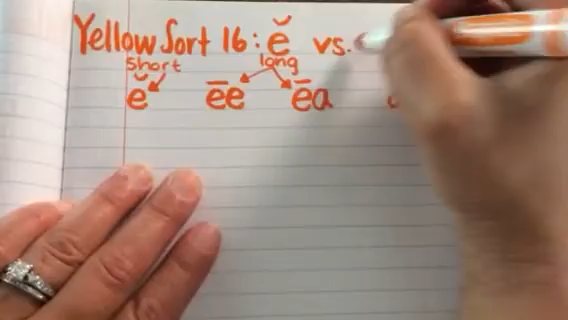 Yellow Sort 16: ĕ vs.
short long
ĕ ēe ēa